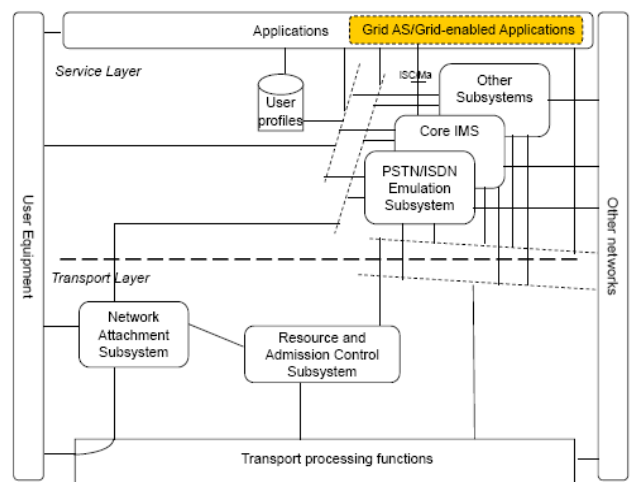 Applications
Grid AS/Grid-enabled Applications
Service Layer
ISC/Ma
Other
Subsystems
User
profiles
Core IMS
PSTN/ISDN
Emulation
Subsystem
User Equipment
Other networks
Transport Layer
Network
Attachment
Subsystem
Resource and
Admission Control
Subsystem
Transport processing functions